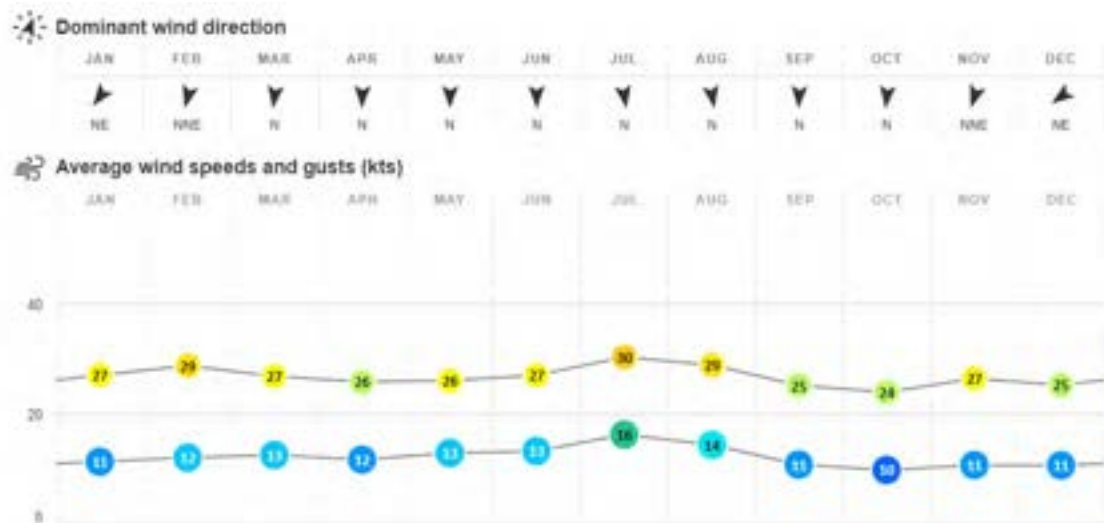 Dominant wind direction
JAN FEB MAR APR MAY JUN JUL AUG SEP OCT NOV DEC
NE NNE N N N N N N N N NNE NE
Average wind speeds and gusts (kts)
JAN FEB MAR APR MAY JUN JUL AUG SEP OCT NOV DEC
40
27 29 27 26 26 27 30 29 25 24 27 25
20
11 12 13 12 13 13 16 14 11 10 11 11
0